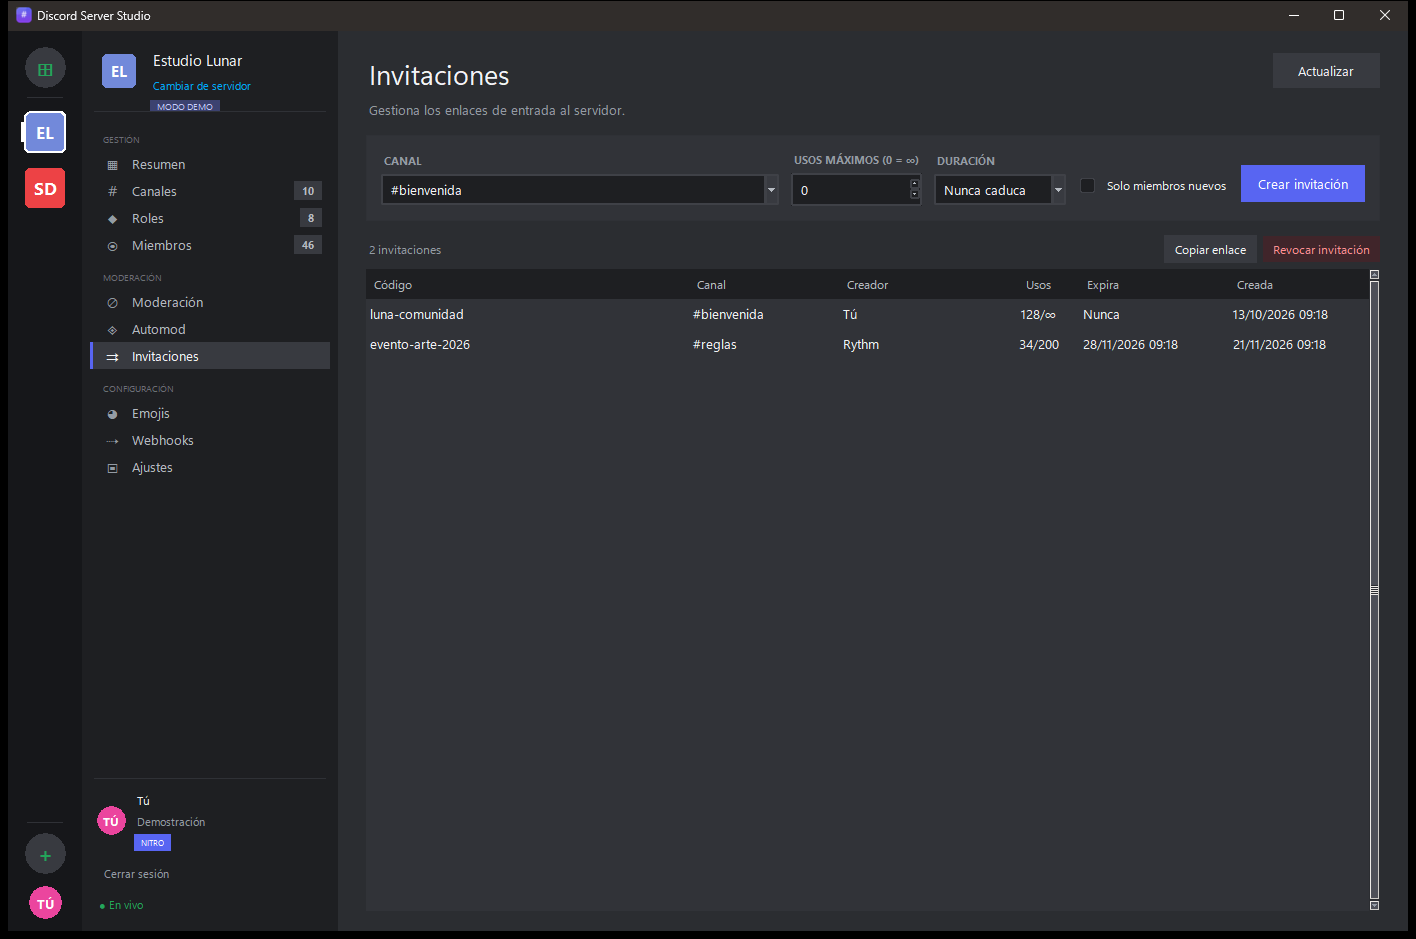 # Discord Server Studio
EL
SD
+
TÚ
EL
Estudio Lunar
Cambiar de servidor
MODO DEMO
GESTIÓN
Resumen
# Canales 10
Roles 8
Miembros 46
MODERACIÓN
Moderación
Automod
Invitaciones
CONFIGURACIÓN
Emojis
Webhooks
Ajustes
TÚ
Tú
Demostración
NITRO
Cerrar sesión
En vivo
Invitaciones
Actualizar
Gestiona los enlaces de entrada al servidor.
CANAL USOS MÁXIMOS (0 = ∞) DURACIÓN
#bienvenida 0 Nunca caduca Solo miembros nuevos Crear invitación
2 invitaciones Copiar enlace Revocar invitación
Código Canal Creador Usos Expira Creada
luna-comunidad #bienvenida Tú 128/∞ Nunca 13/10/2026 09:18
evento-arte-2026 #reglas Rythm 34/200 28/11/2026 09:18 21/11/2026 09:18